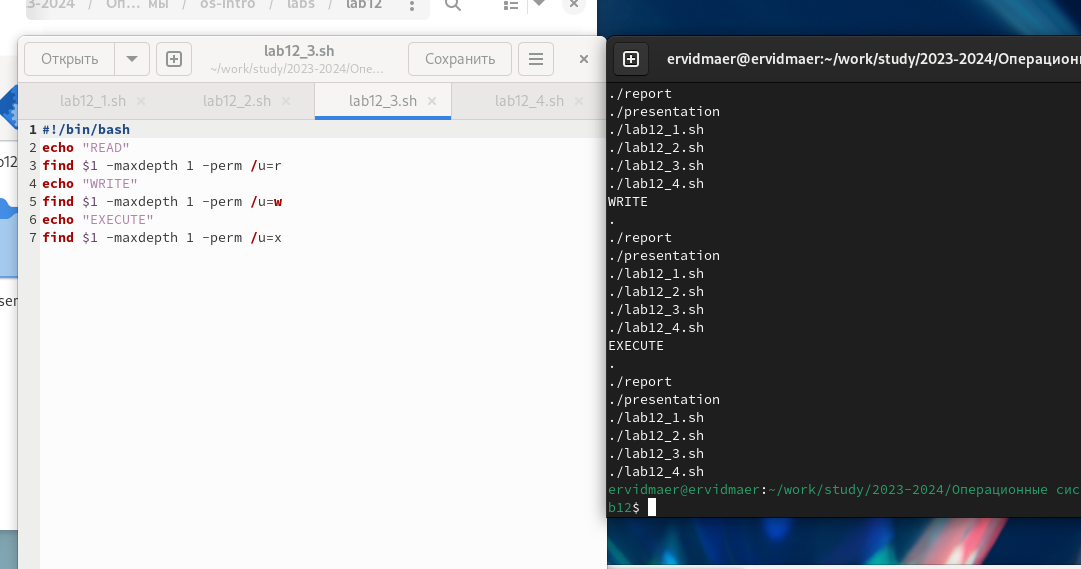 3-2024 / Оп… мы / os-intro / labs / lab12
Открыть
lab12_3.sh
~/work/study/2023-2024/Опе…
Сохранить
lab12_1.sh
lab12_2.sh
lab12_3.sh
lab12_4.sh
1 #!/bin/bash
2 echo "READ"
3 find $1 -maxdepth 1 -perm /u=r
4 echo "WRITE"
5 find $1 -maxdepth 1 -perm /u=w
6 echo "EXECUTE"
7 find $1 -maxdepth 1 -perm /u=x
ervidmaer@ervidmaer:~/work/study/2023-2024/Операционн
./report
./presentation
./lab12_1.sh
./lab12_2.sh
./lab12_3.sh
./lab12_4.sh
WRITE
.
./report
./presentation
./lab12_1.sh
./lab12_2.sh
./lab12_3.sh
./lab12_4.sh
EXECUTE
.
./report
./presentation
./lab12_1.sh
./lab12_2.sh
./lab12_3.sh
./lab12_4.sh
ervidmaer@ervidmaer:~/work/study/2023-2024/Операционные сис
b12$